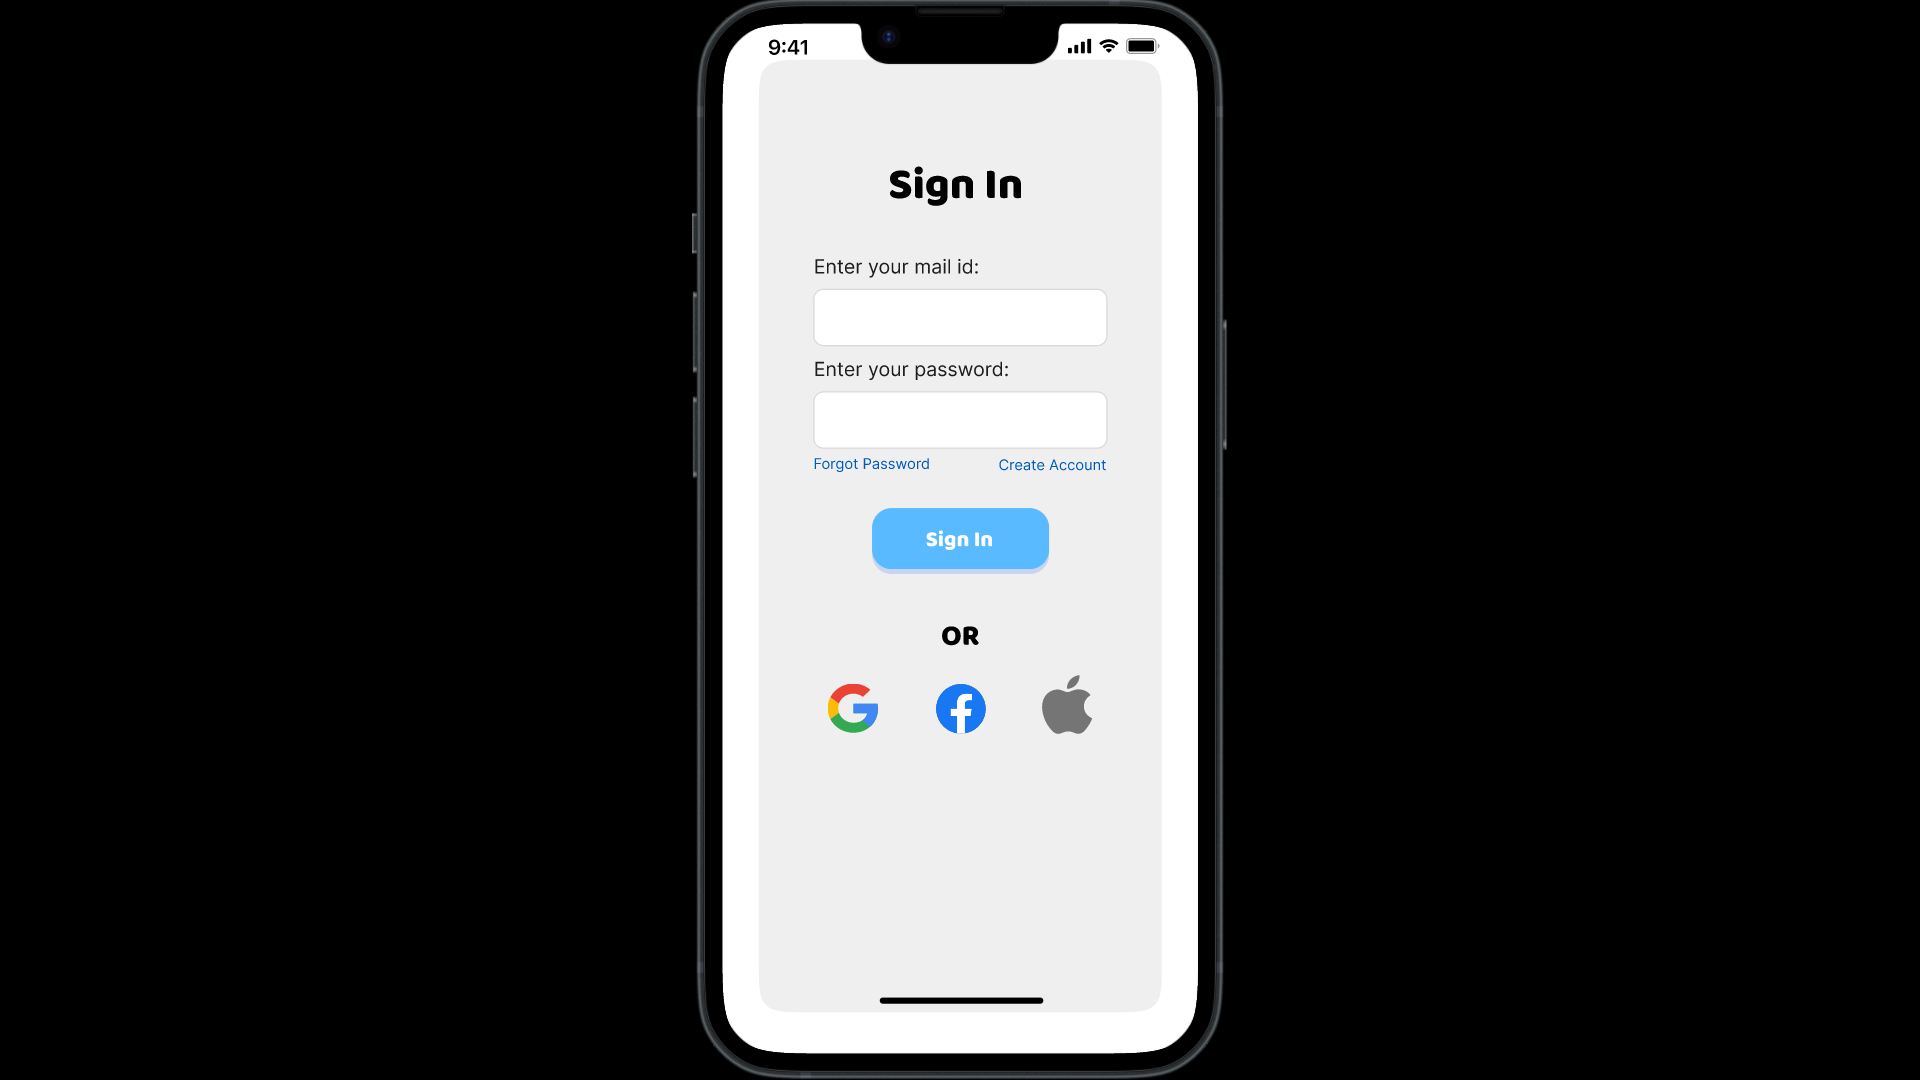 9:41
Sign In
Enter your mail id:
Enter your password:
Forgot Password
Create Account
Sign In
OR